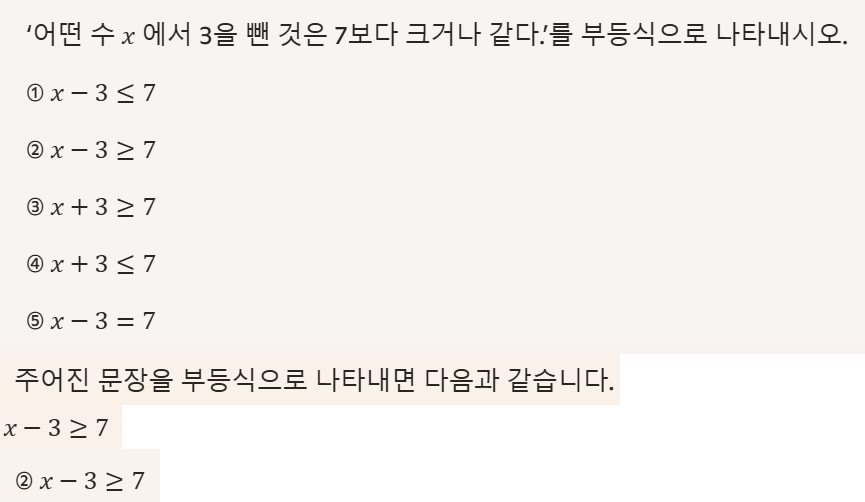 ‘어떤 수 x 에서 3을 뺀 것은 7보다 크거나 같다.’를 부등식으로 나타내시오.
① x − 3 ≤ 7
② x − 3 ≥ 7
③ x + 3 ≥ 7
④ x + 3 ≤ 7
⑤ x − 3 = 7
주어진 문장을 부등식으로 나타내면 다음과 같습니다.
x − 3 ≥ 7
② x − 3 ≥ 7